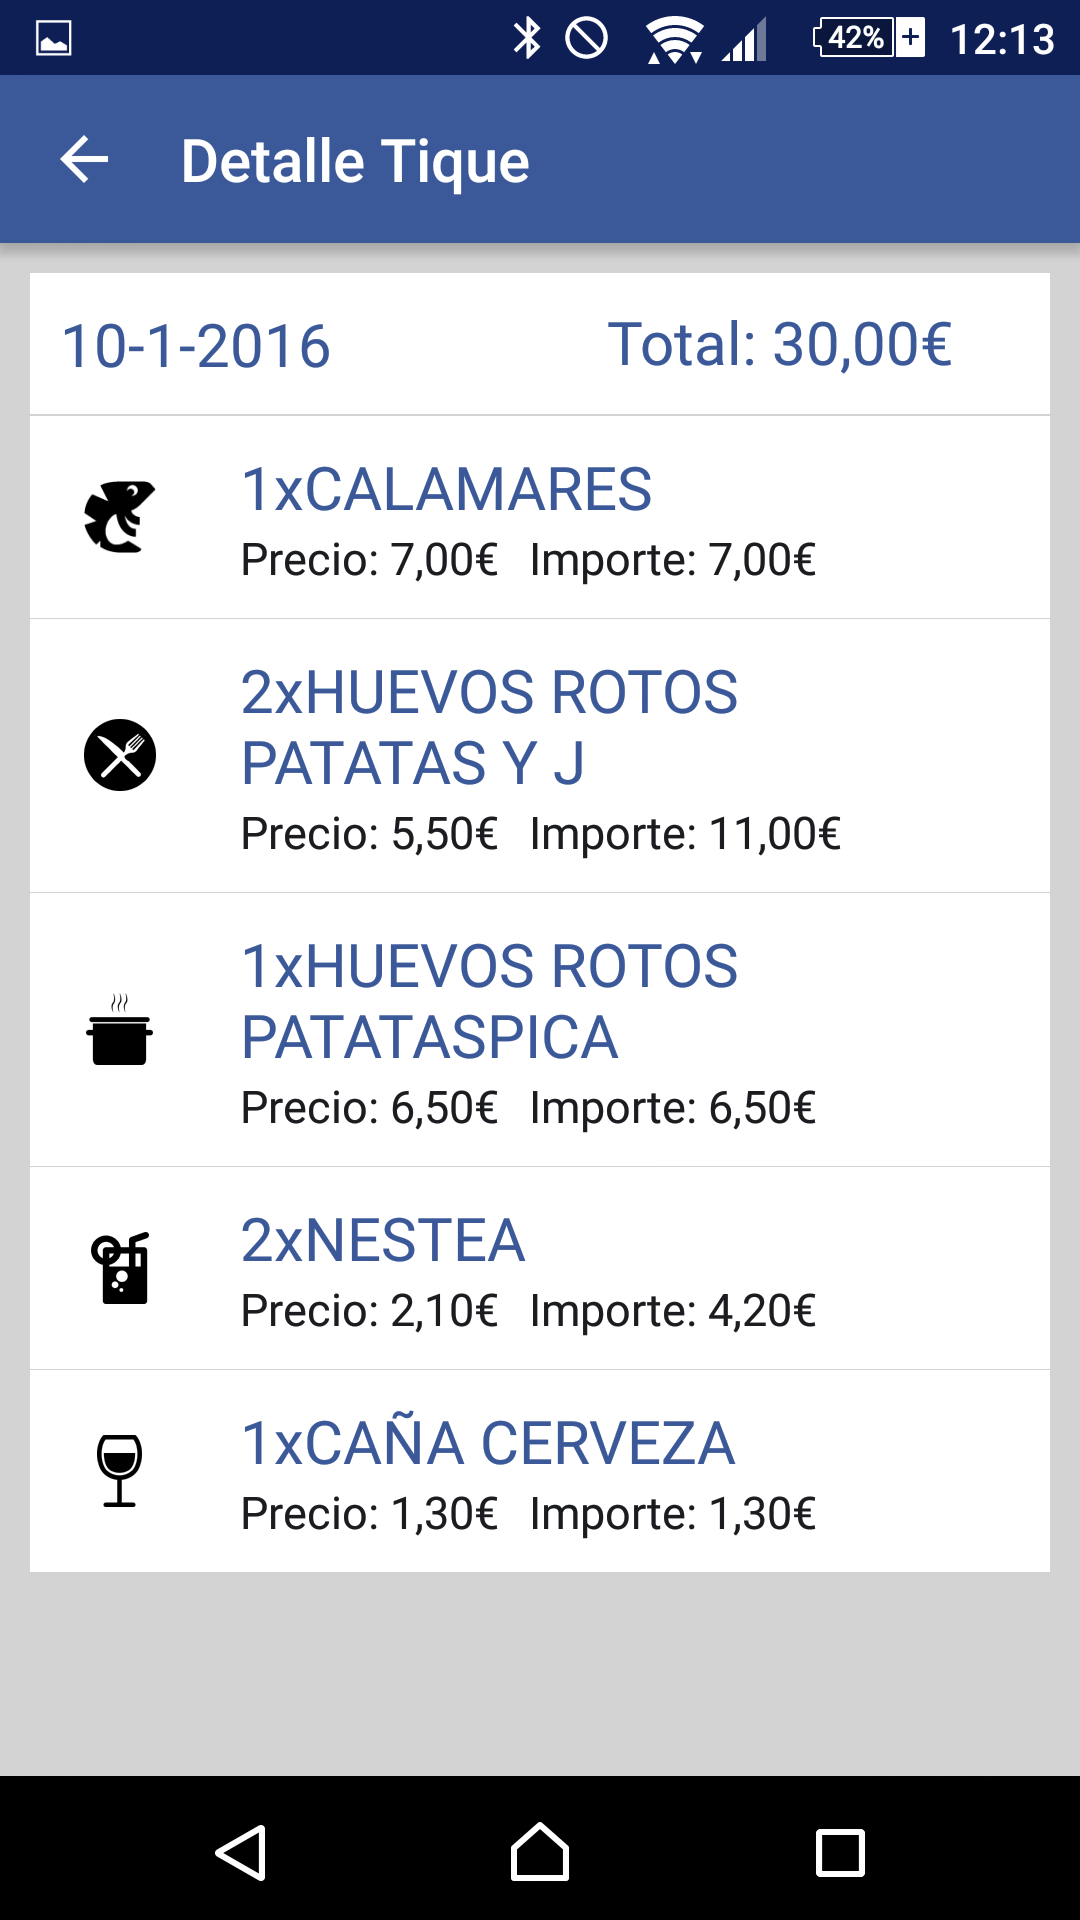 42% 12:13
Detalle Tique
10-1-2016 Total: 30,00€
1xCALAMARES
Precio: 7,00€ Importe: 7,00€
2xHUEVOS ROTOS
PATATAS Y J
Precio: 5,50€ Importe: 11,00€
1xHUEVOS ROTOS
PATATASPICA
Precio: 6,50€ Importe: 6,50€
2xNESTEA
Precio: 2,10€ Importe: 4,20€
1xCAÑA CERVEZA
Precio: 1,30€ Importe: 1,30€